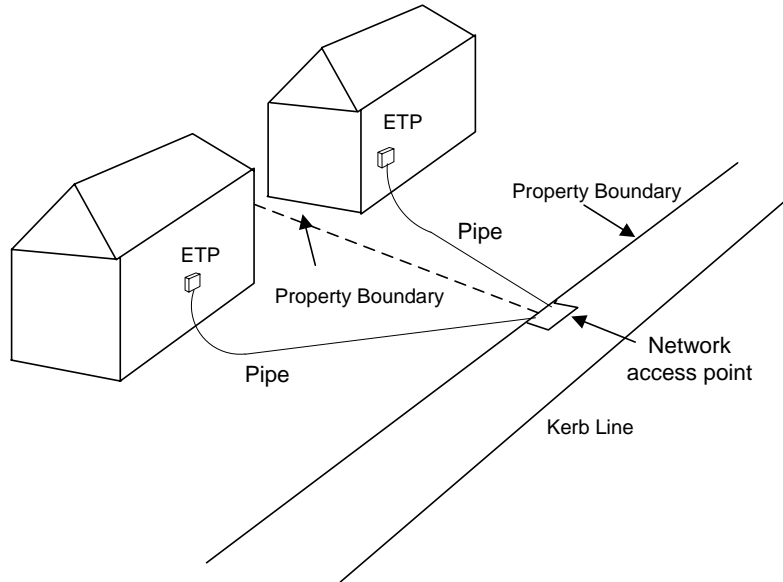 ETP
Property Boundary
Pipe
ETP
Property Boundary
Network
access point
Pipe
Kerb Line